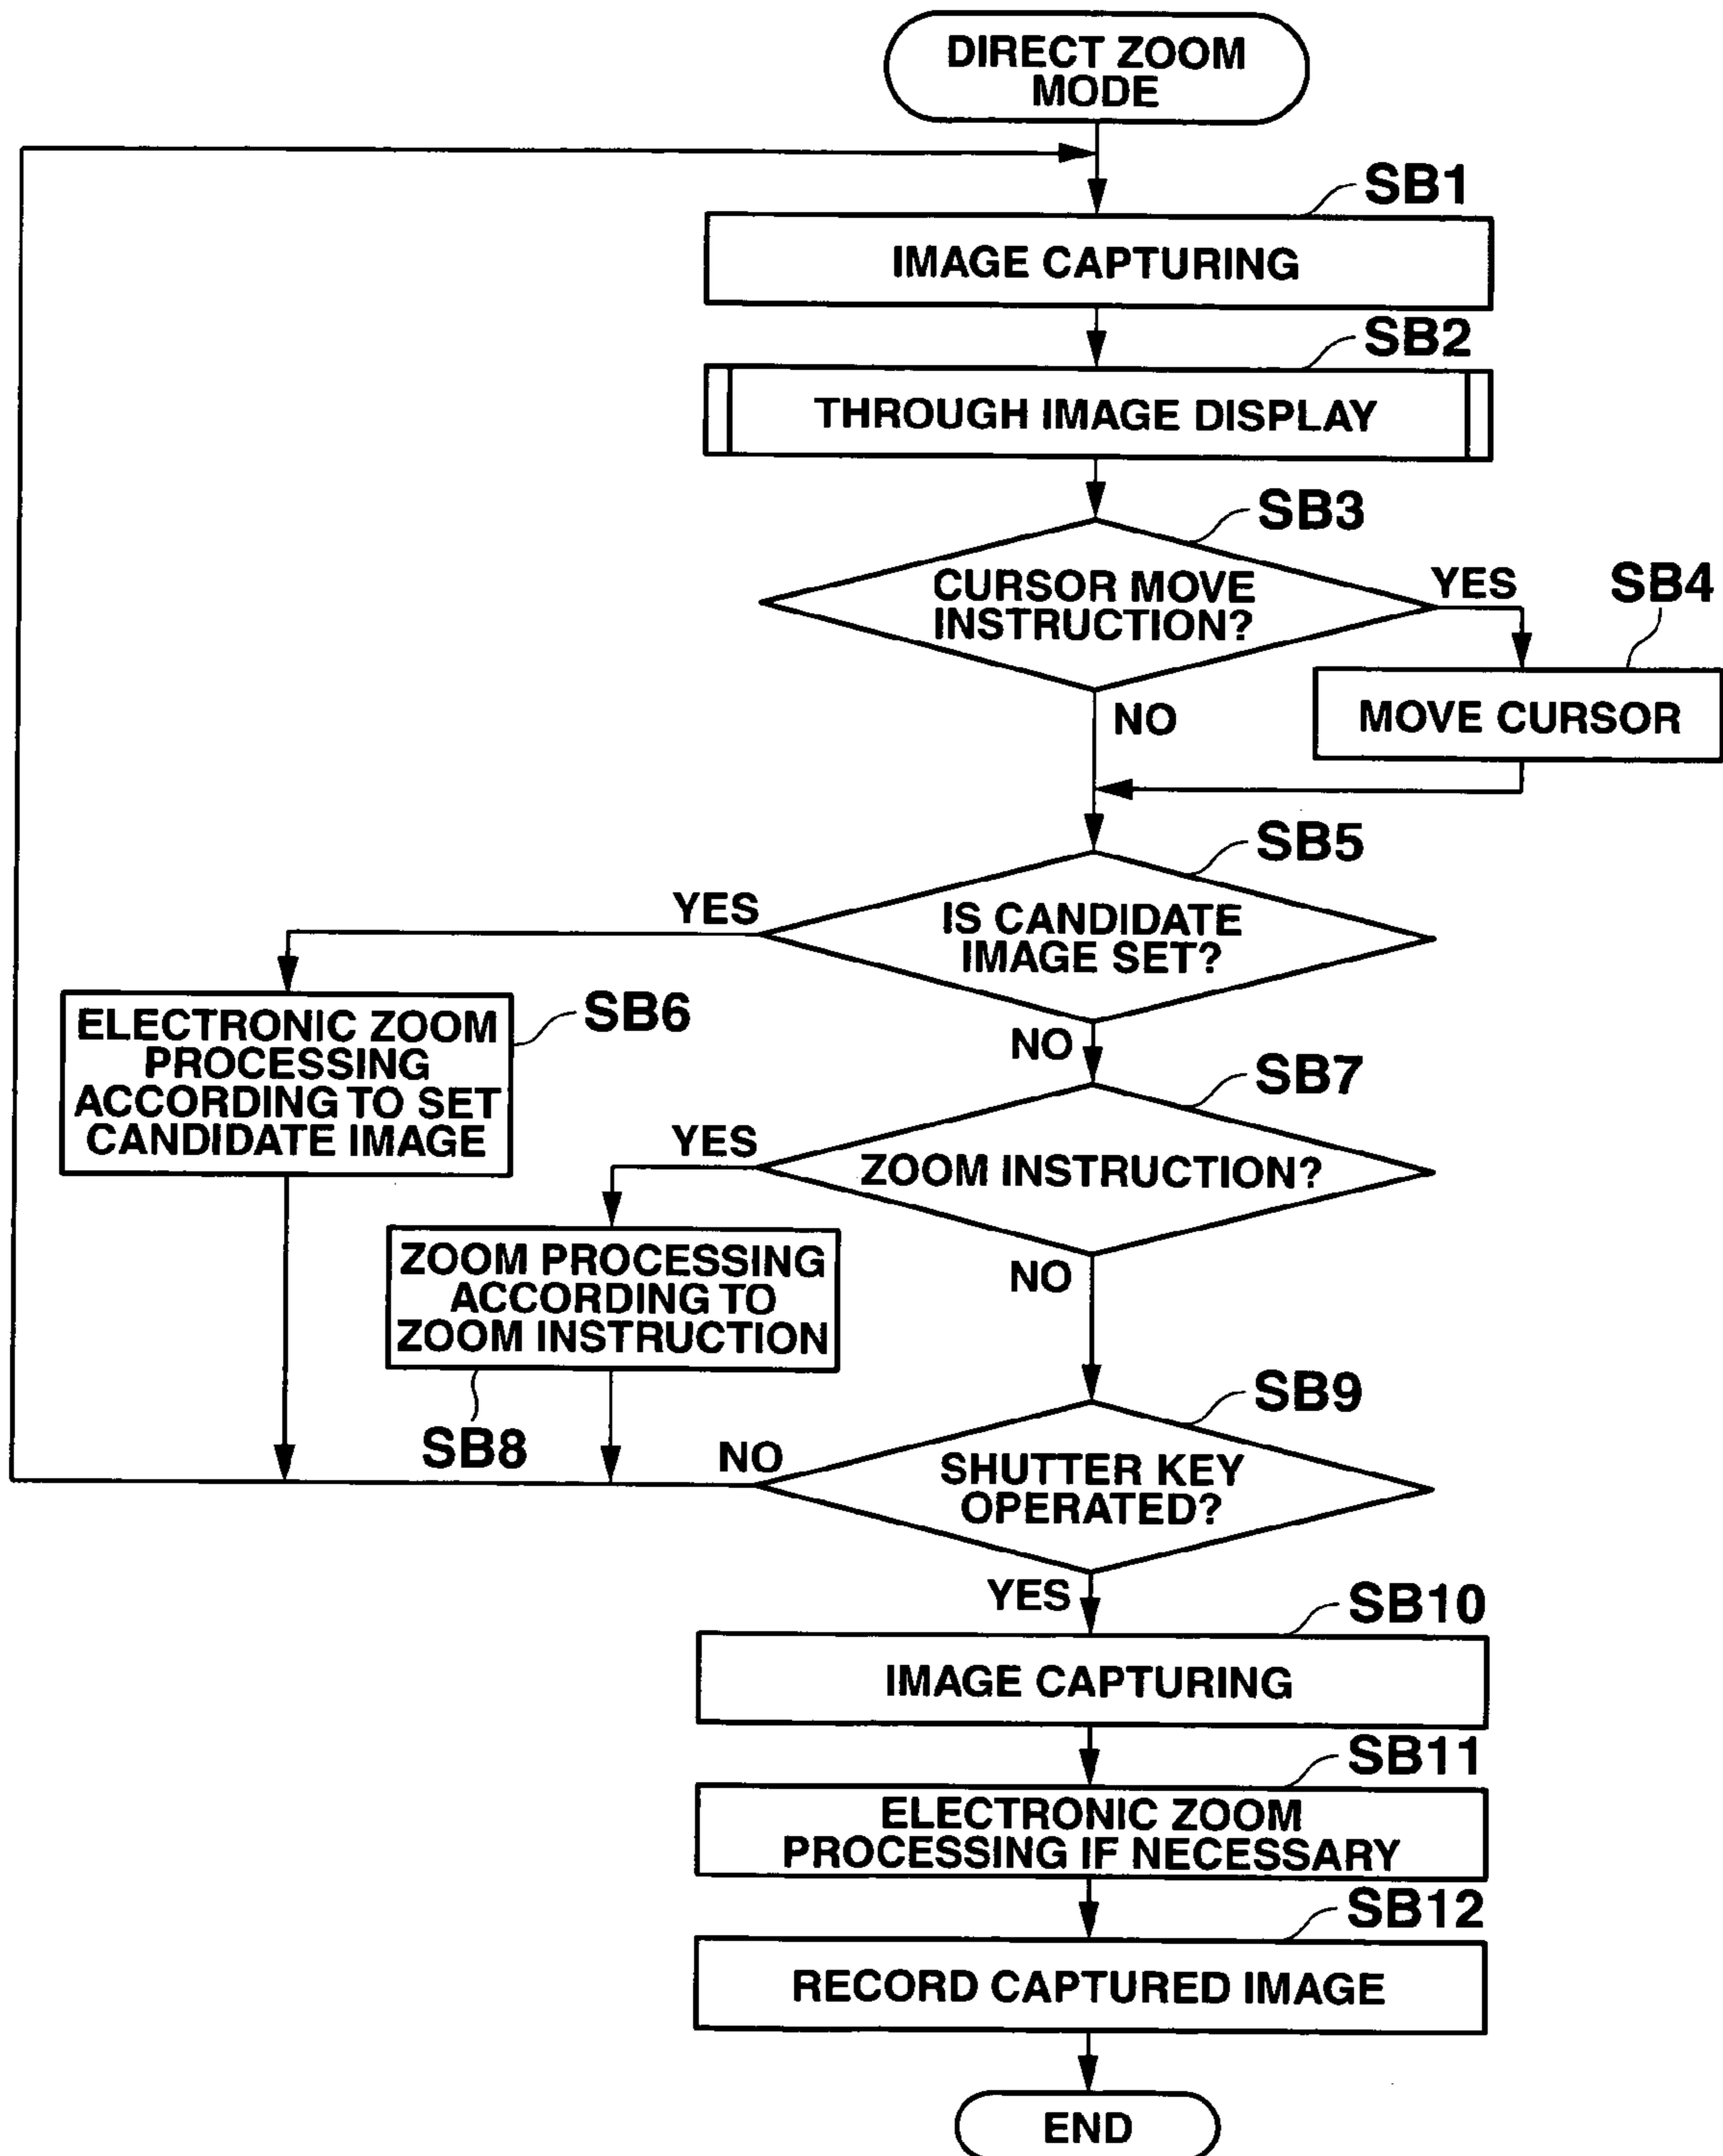 DIRECT ZOOM
MODE
SB1
IMAGE CAPTURING
SB2
THROUGH IMAGE DISPLAY
SB3
CURSOR MOVE
INSTRUCTION?
YES
SB4
MOVE CURSOR
NO
SB5
IS CANDIDATE
IMAGE SET?
YES
SB6
ELECTRONIC ZOOM
PROCESSING
ACCORDING TO SET
CANDIDATE IMAGE
NO
SB7
ZOOM INSTRUCTION?
YES
ZOOM PROCESSING
ACCORDING TO
ZOOM INSTRUCTION
SB8
NO
SB9
SHUTTER KEY
OPERATED?
NO
YES
SB10
IMAGE CAPTURING
SB11
ELECTRONIC ZOOM
PROCESSING IF NECESSARY
SB12
RECORD CAPTURED IMAGE
END